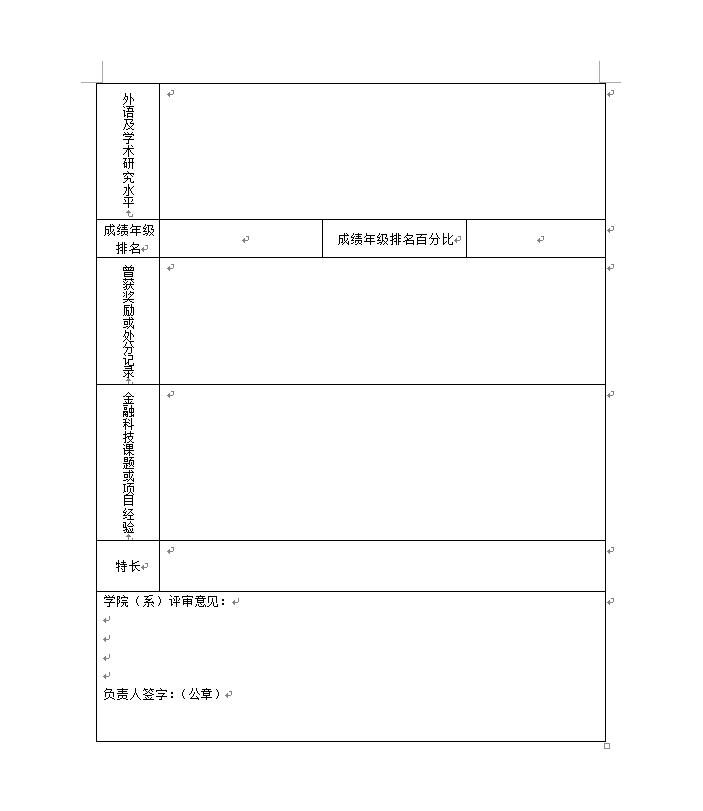 外语及学术研究水平
成绩年级
排名
成绩年级排名百分比
曾获奖励或处分记录
金融科技课题或项目经验
特长
学院（系）评审意见：
负责人签字：（公章）